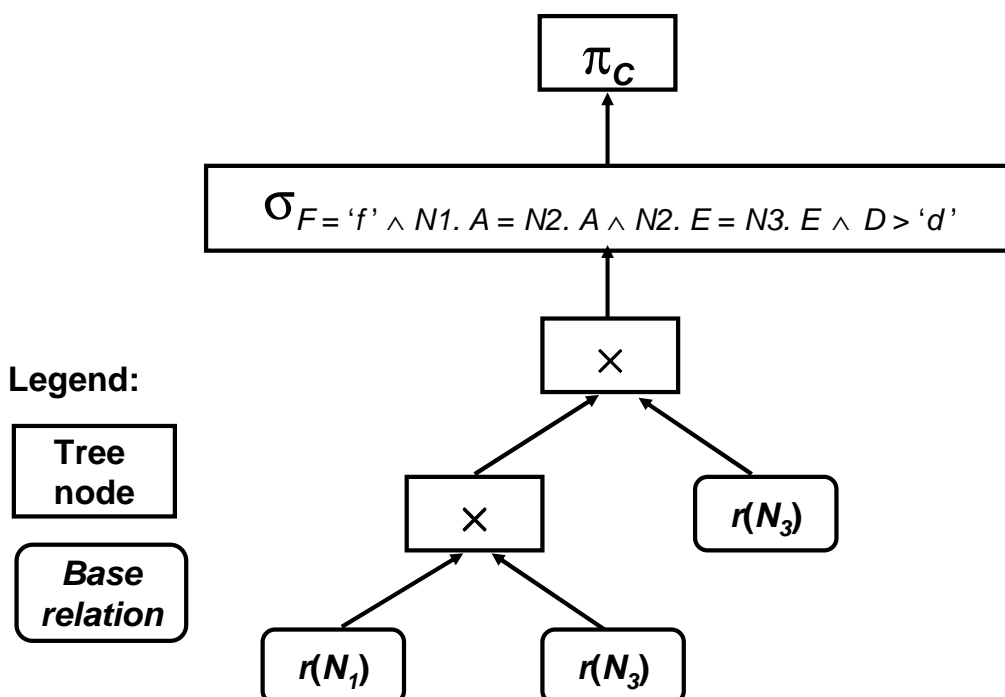 π_C
σ_F = ‘f’ ∧ N1. A = N2. A ∧ N2. E = N3. E ∧ D > ‘d’
×
Legend:
Tree
node
×
r(N_3)
Base
relation
r(N_1)
r(N_3)